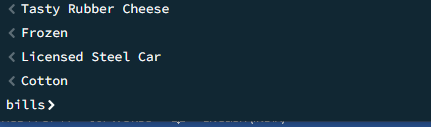 < Tasty Rubber Cheese
< Frozen
< Licensed Steel Car
< Cotton
bills>